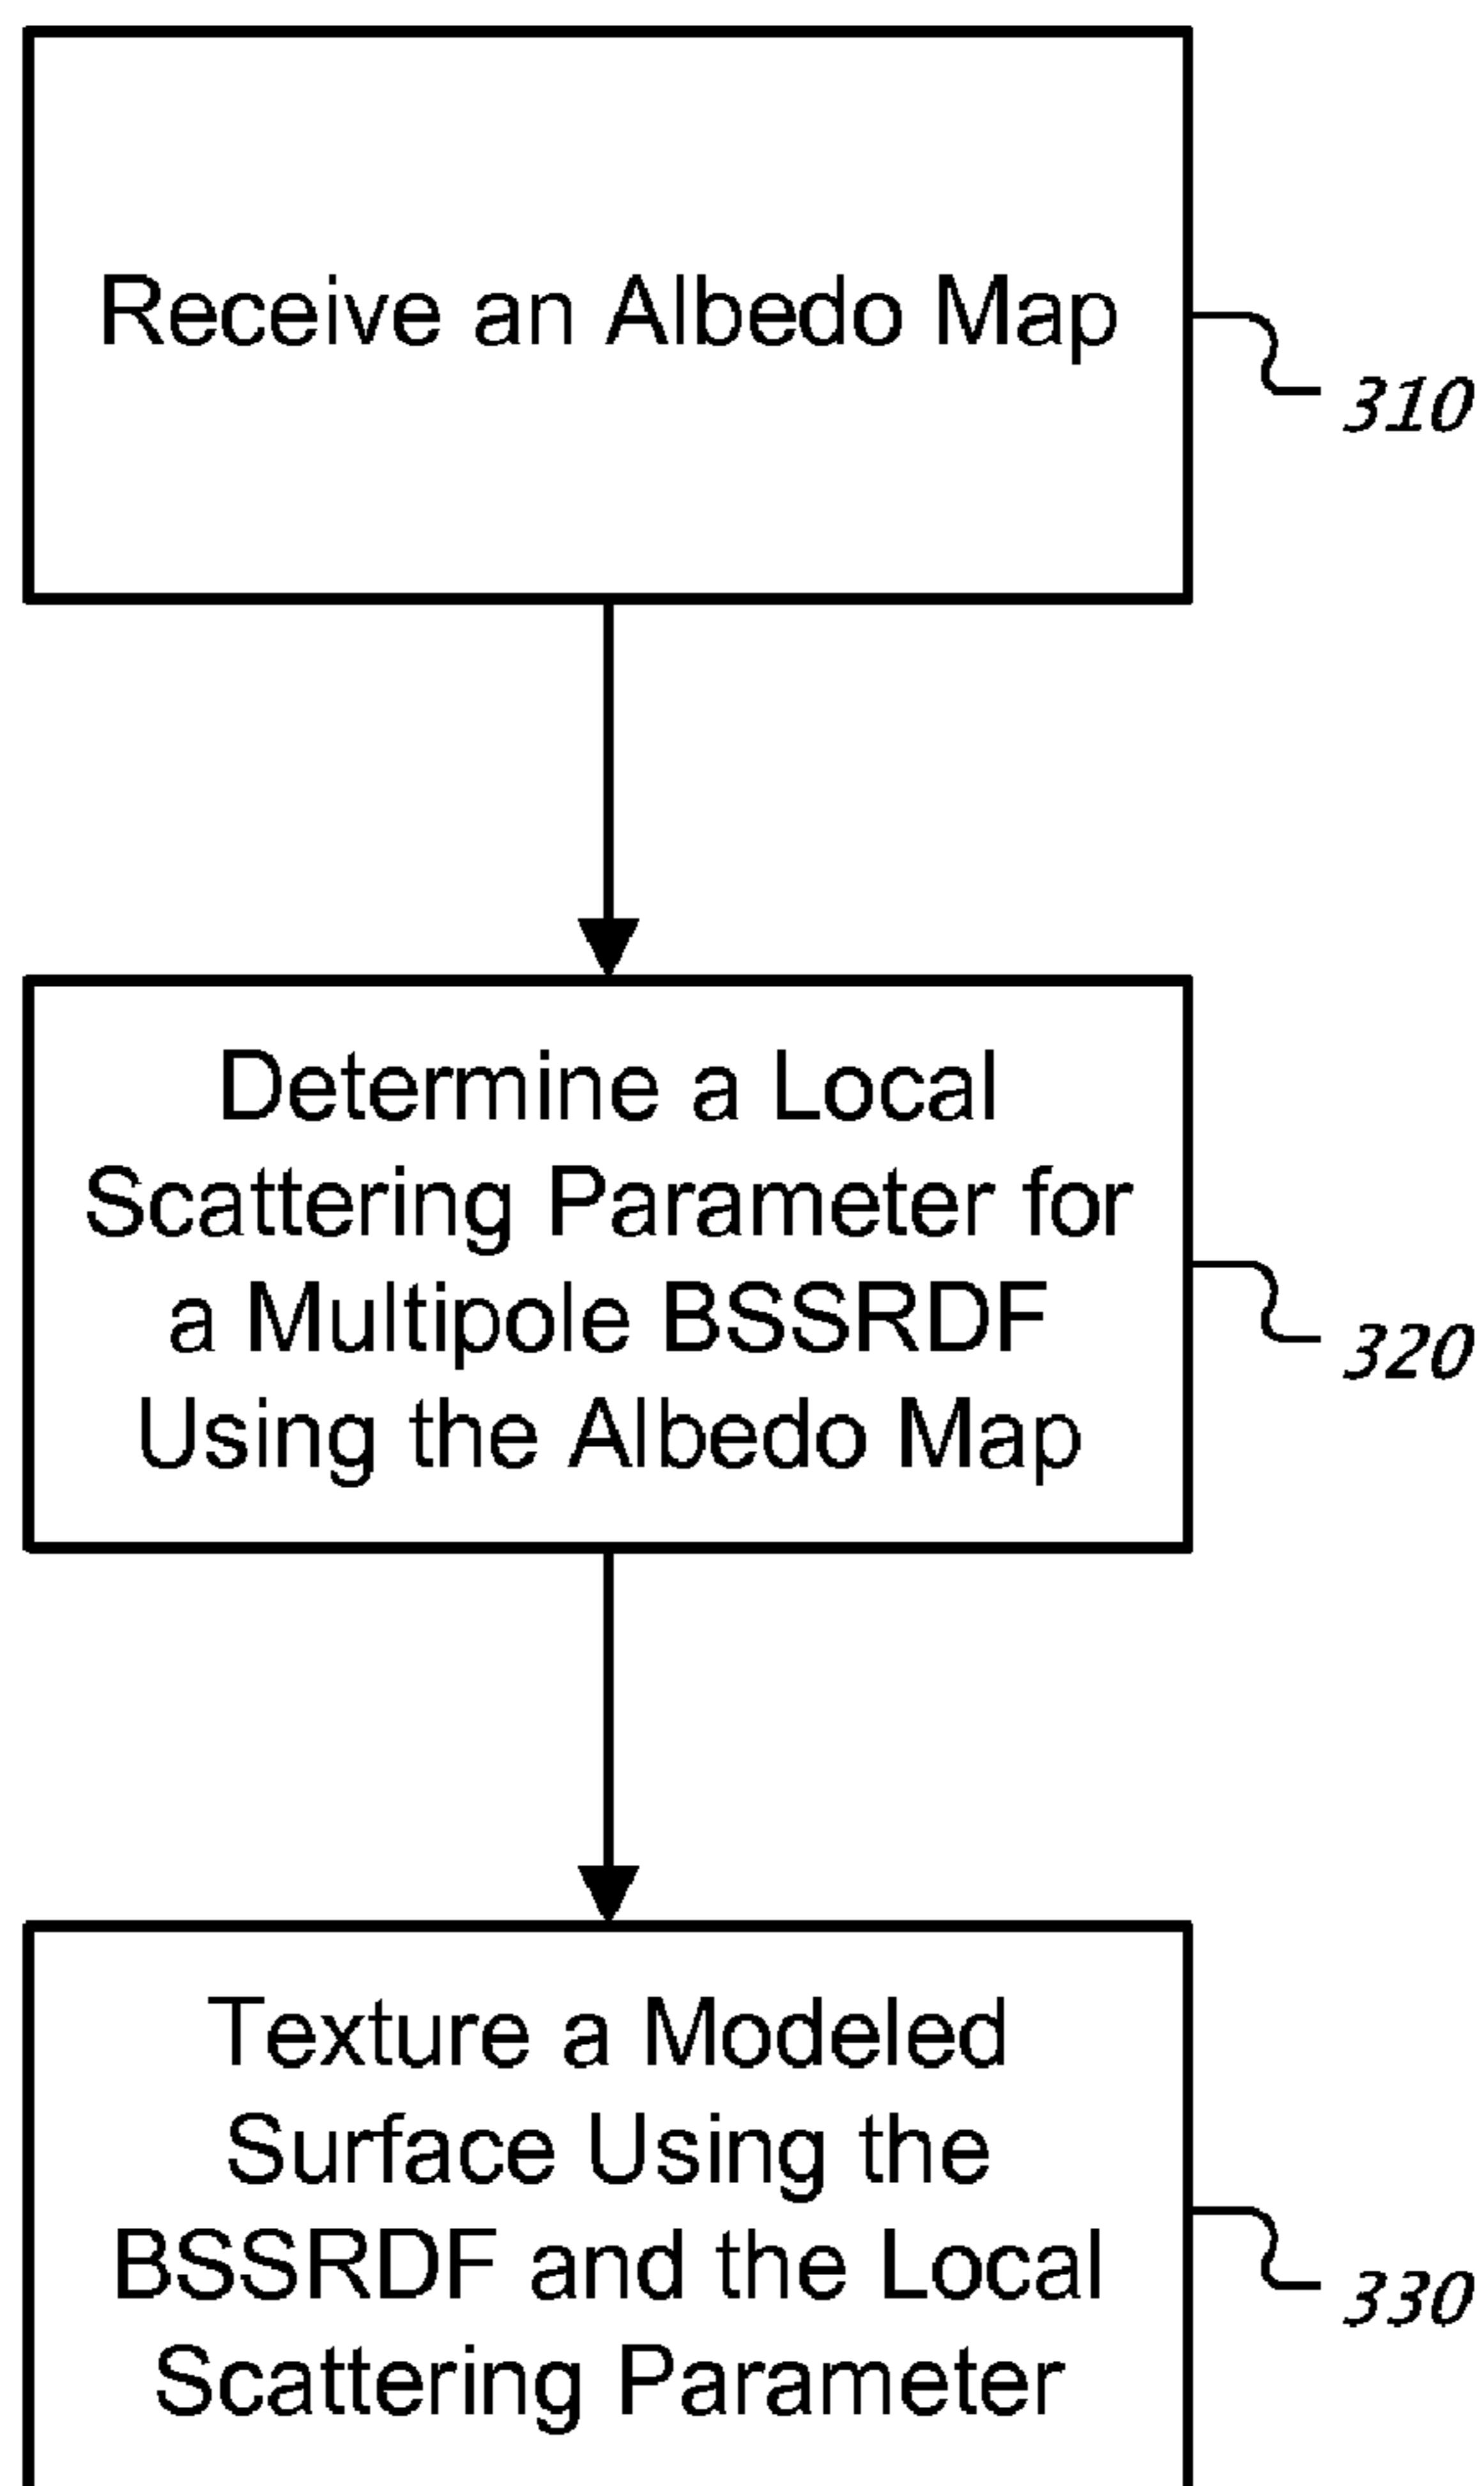 Receive an Albedo Map
310
Determine a Local
Scattering Parameter for
a Multipole BSSRDF
Using the Albedo Map
320
Texture a Modeled
Surface Using the
BSSRDF and the Local
Scattering Parameter
330